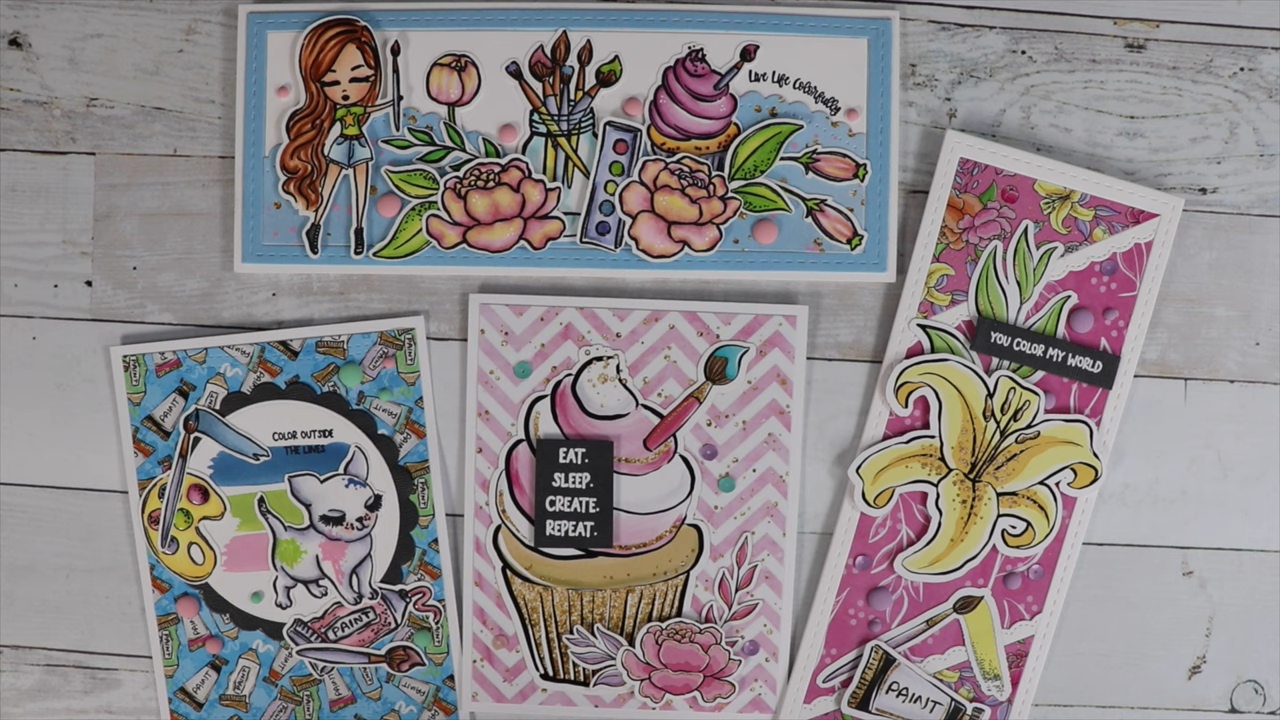 Live Life Colorfully
YOU COLOR MY WORLD
COLOR OUTSIDE
THE LINES
EAT.
SLEEP.
CREATE.
REPEAT.
PAINT
PAINT